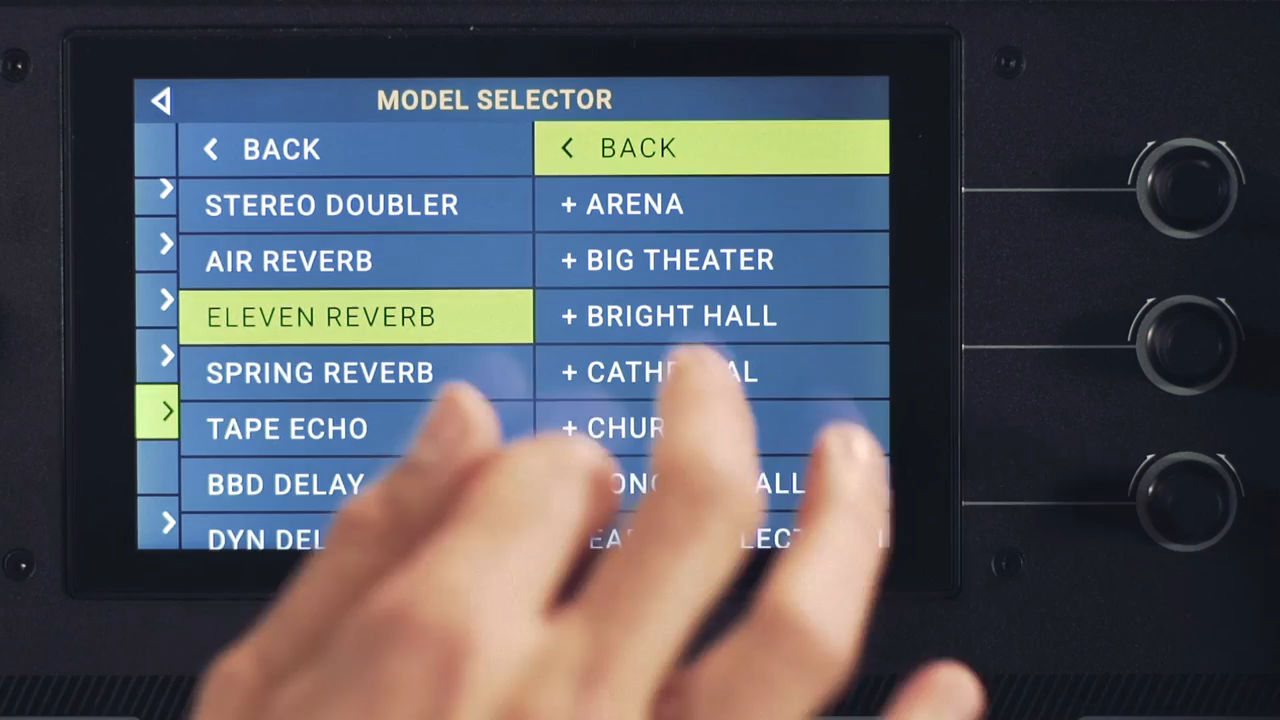 MODEL SELECTOR
BACK
STEREO DOUBLER
AIR REVERB
ELEVEN REVERB
SPRING REVERB
TAPE ECHO
BBD DELAY
DYN
BACK
+ ARENA
+ BIG THEATER
+ BRIGHT HALL
+
+